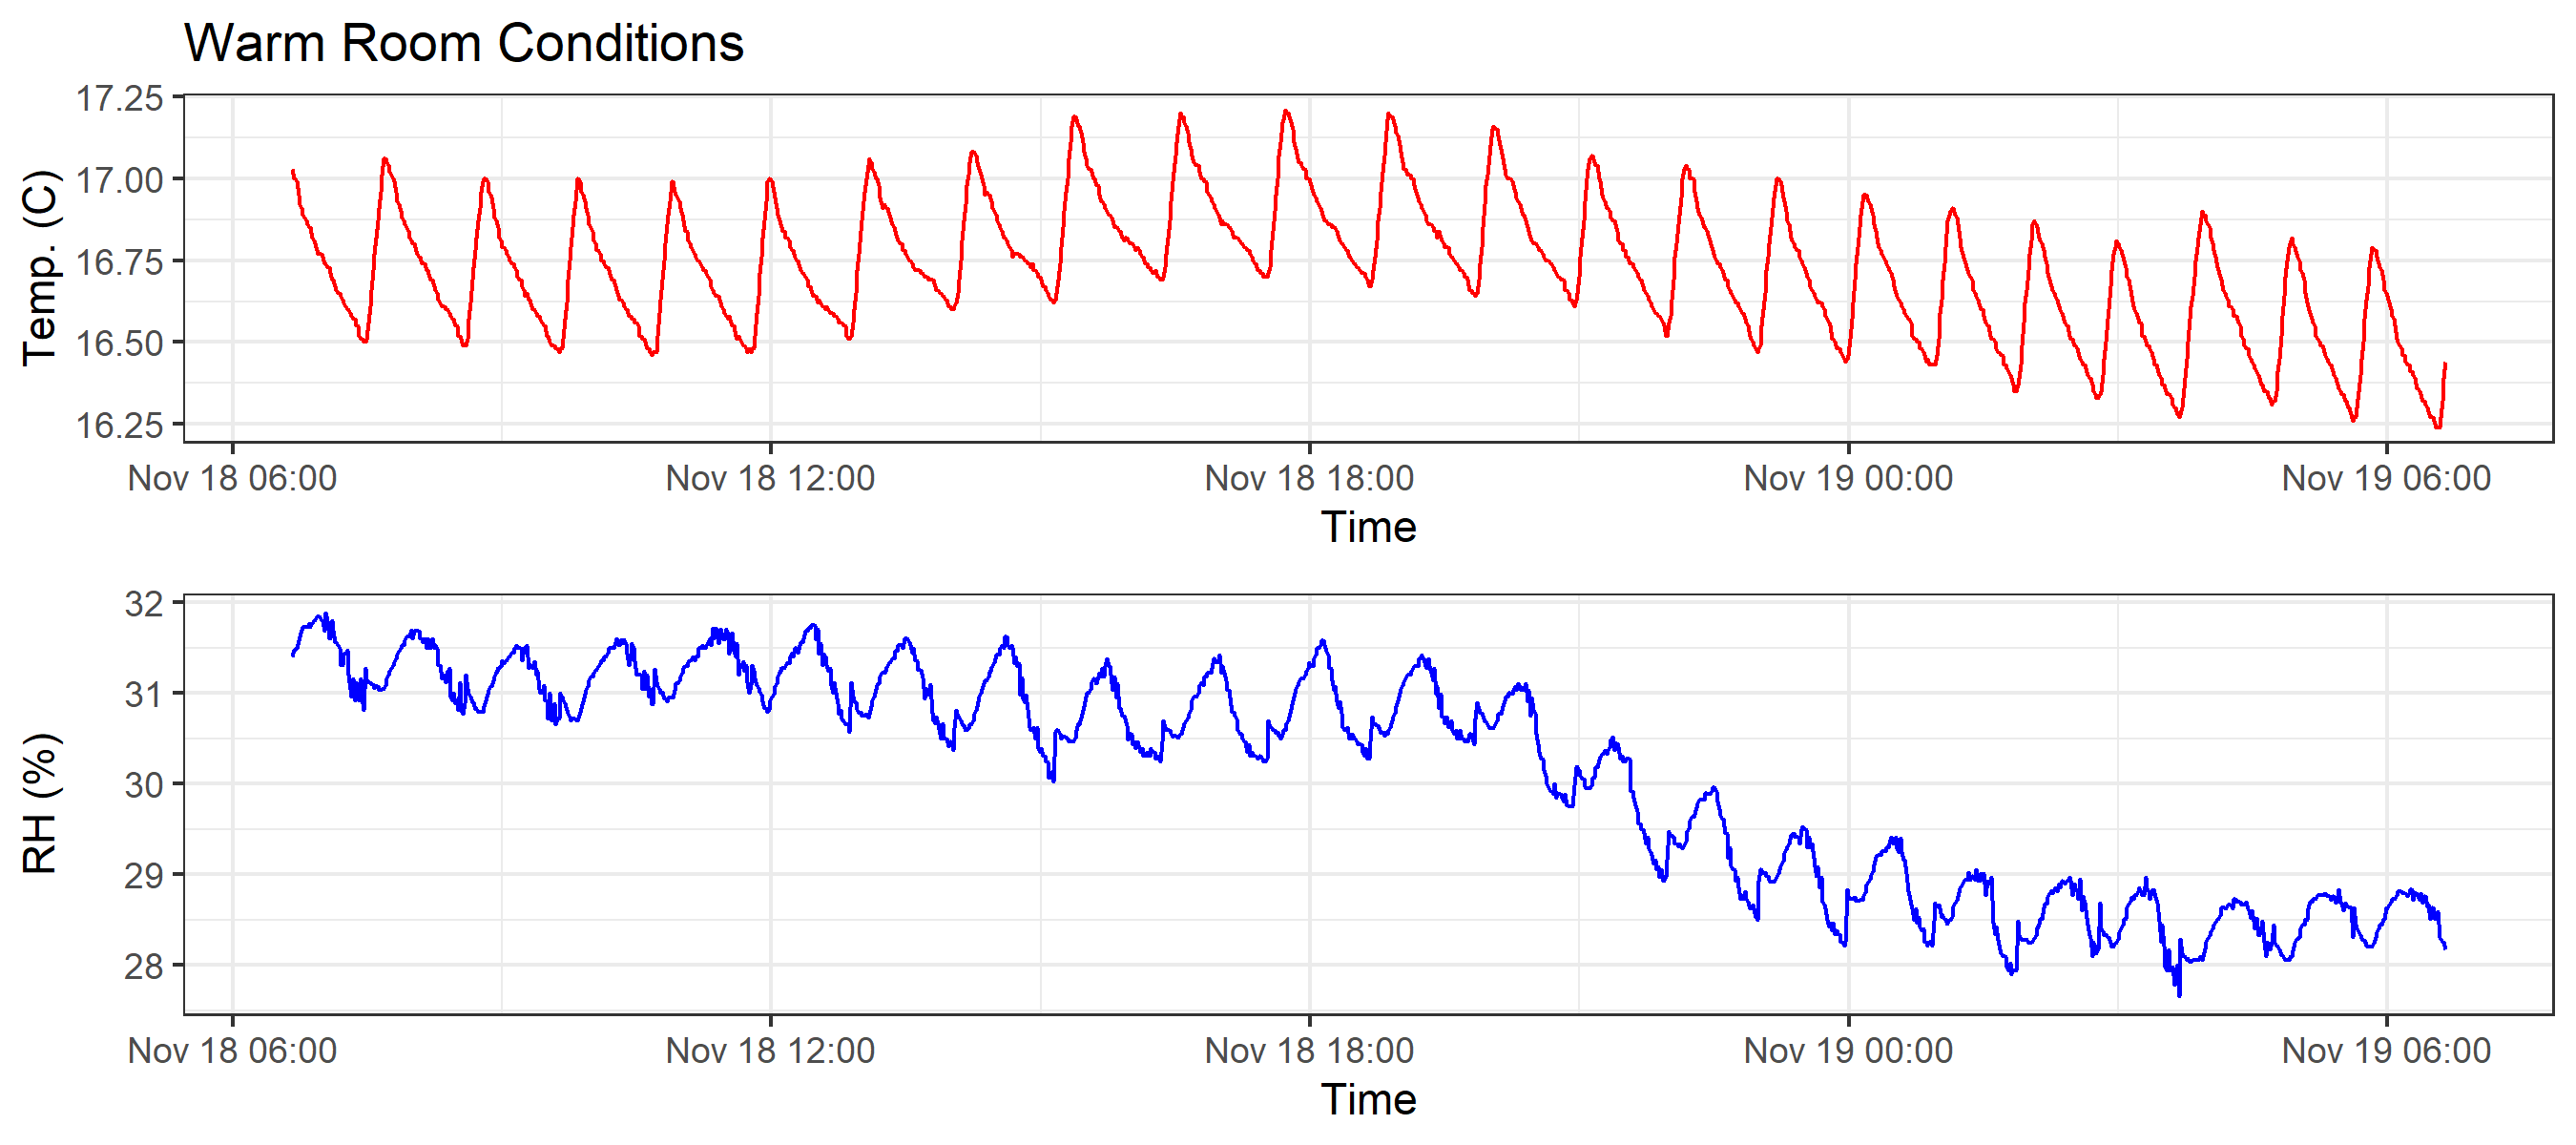 Warm Room Conditions
Temp. (C)
17.25
17.00
16.75
16.50
16.25
Nov 18 06:00 Nov 18 12:00 Nov 18 18:00 Nov 19 00:00 Nov 19 06:00
Time
RH (%)
32
31
30
29
28
Nov 18 06:00 Nov 18 12:00 Nov 18 18:00 Nov 19 00:00 Nov 19 06:00
Time